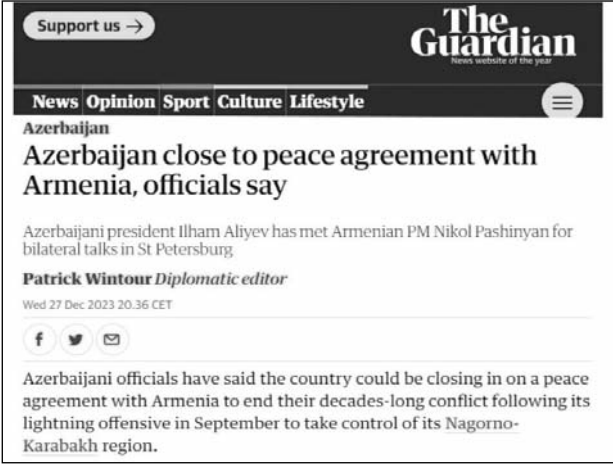 Support us →
The
Guardian
News website of the year
News Opinion Sport Culture Lifestyle
Azerbaijan
Azerbaijan close to peace agreement with
Armenia, officials say
Azerbaijani president Ilham Aliyev has met Armenian PM Nikol Pashinyan for
bilateral talks in St Petersburg
Patrick Wintour Diplomatic editor
Wed 27 Dec 2023 20.36 CET
Azerbaijani officials have said the country could be closing in on a peace
agreement with Armenia to end their decades-long conflict following its
lightning offensive in September to take control of its Nagorno-
Karabakh region.